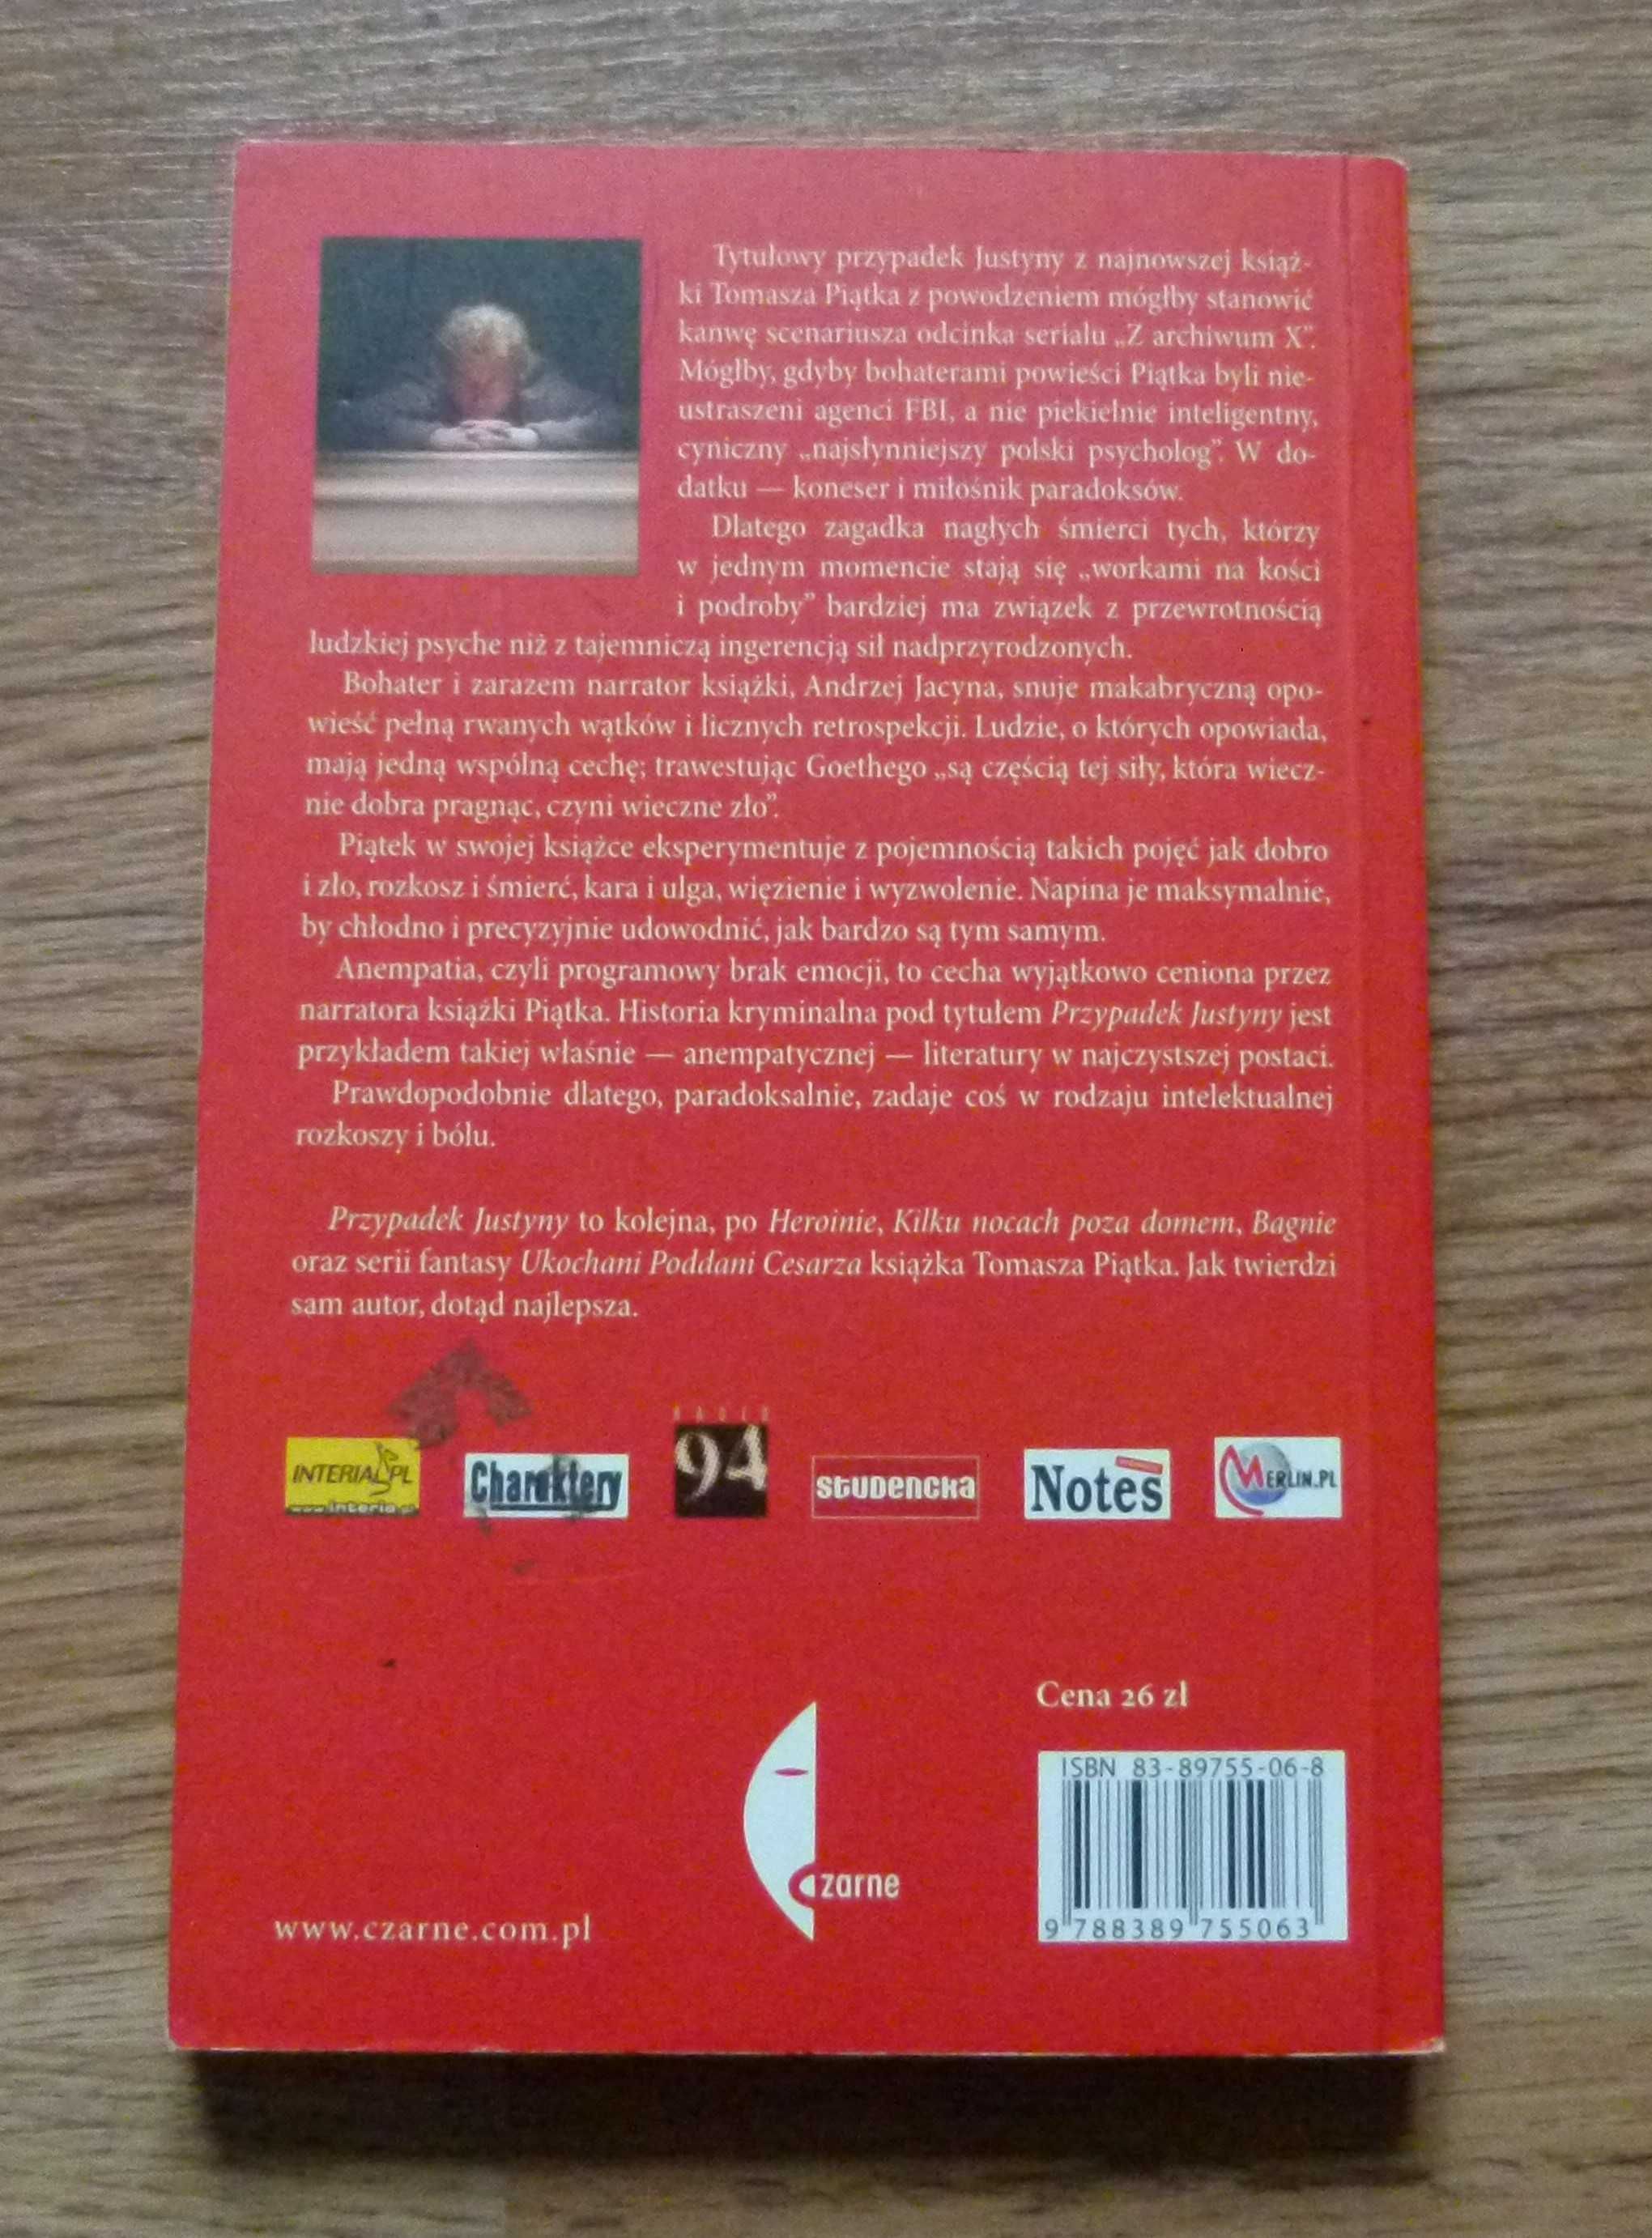 Tytułowy przypadek Justyny z najnowszej książ-
ki Tomasza Piątka z powodzeniem mógłby stanowić
kanwę scenariusza odcinka serialu „Z archiwum X”.
Mógłby, gdyby bohaterami powieści Piątka byli nie-
ustraszeni agenci FBI, a nie piekielnie inteligentny,
cyniczny „najsłynniejszy polski psycholog”. W do-
datku — koneser i miłośnik paradoksów.
Dlatego zagadka nagłych śmierci tych, którzy
w jednym momencie stają się „workami na kości
i podroby” bardziej ma związek z przewrotnością
ludzkiej psyche niż z tajemniczą ingerencją sił nadprzyrodzonych.
Bohater i zarazem narrator książki, Andrzej Jacyna, snuje makabryczną opo-
wieść pełną rwanych wątków i licznych retrospekcji. Ludzie, o których opowiada,
mają jedną wspólną cechę; trawestując Goethego „są częścią tej siły, która wiecz-
nie dobra pragnąc, czyni wieczne zło”.
Piątek w swojej książce eksperymentuje z pojemnością takich pojęć jak dobro
i zło, rozkosz i śmierć, kara i ulga, więzienie i wyzwolenie. Napina je maksymalnie,
by chłodno i precyzyjnie udowodnić, jak bardzo są tym samym.
Anempatia, czyli programowy brak emocji, to cecha wyjątkowo ceniona przez
narratora książki Piątka. Historia kryminalna pod tytułem Przypadek Justyny jest
przykładem takiej właśnie — anempatycznej — literatury w najczystszej postaci.
Prawdopodobnie dlatego, paradoksalnie, zadaje coś w rodzaju intelektualnej
rozkoszy i bólu.
Przypadek Justyny to kolejna, po Heroinie, Kilku nocach poza domem, Bagnie
oraz serii fantasy Ukochani Poddani Cesarza książka Tomasza Piątka. Jak twierdzi
sam autor, dotąd najlepsza.
INTERIA.PL
www.interia.pl
Charaktery
RADIO
94
STUDENCKA
Notes
MERLIN.PL
Cena 26 zł
ISBN 83-89755-06-8
9 788389 755063
czarne
www.czarne.com.pl